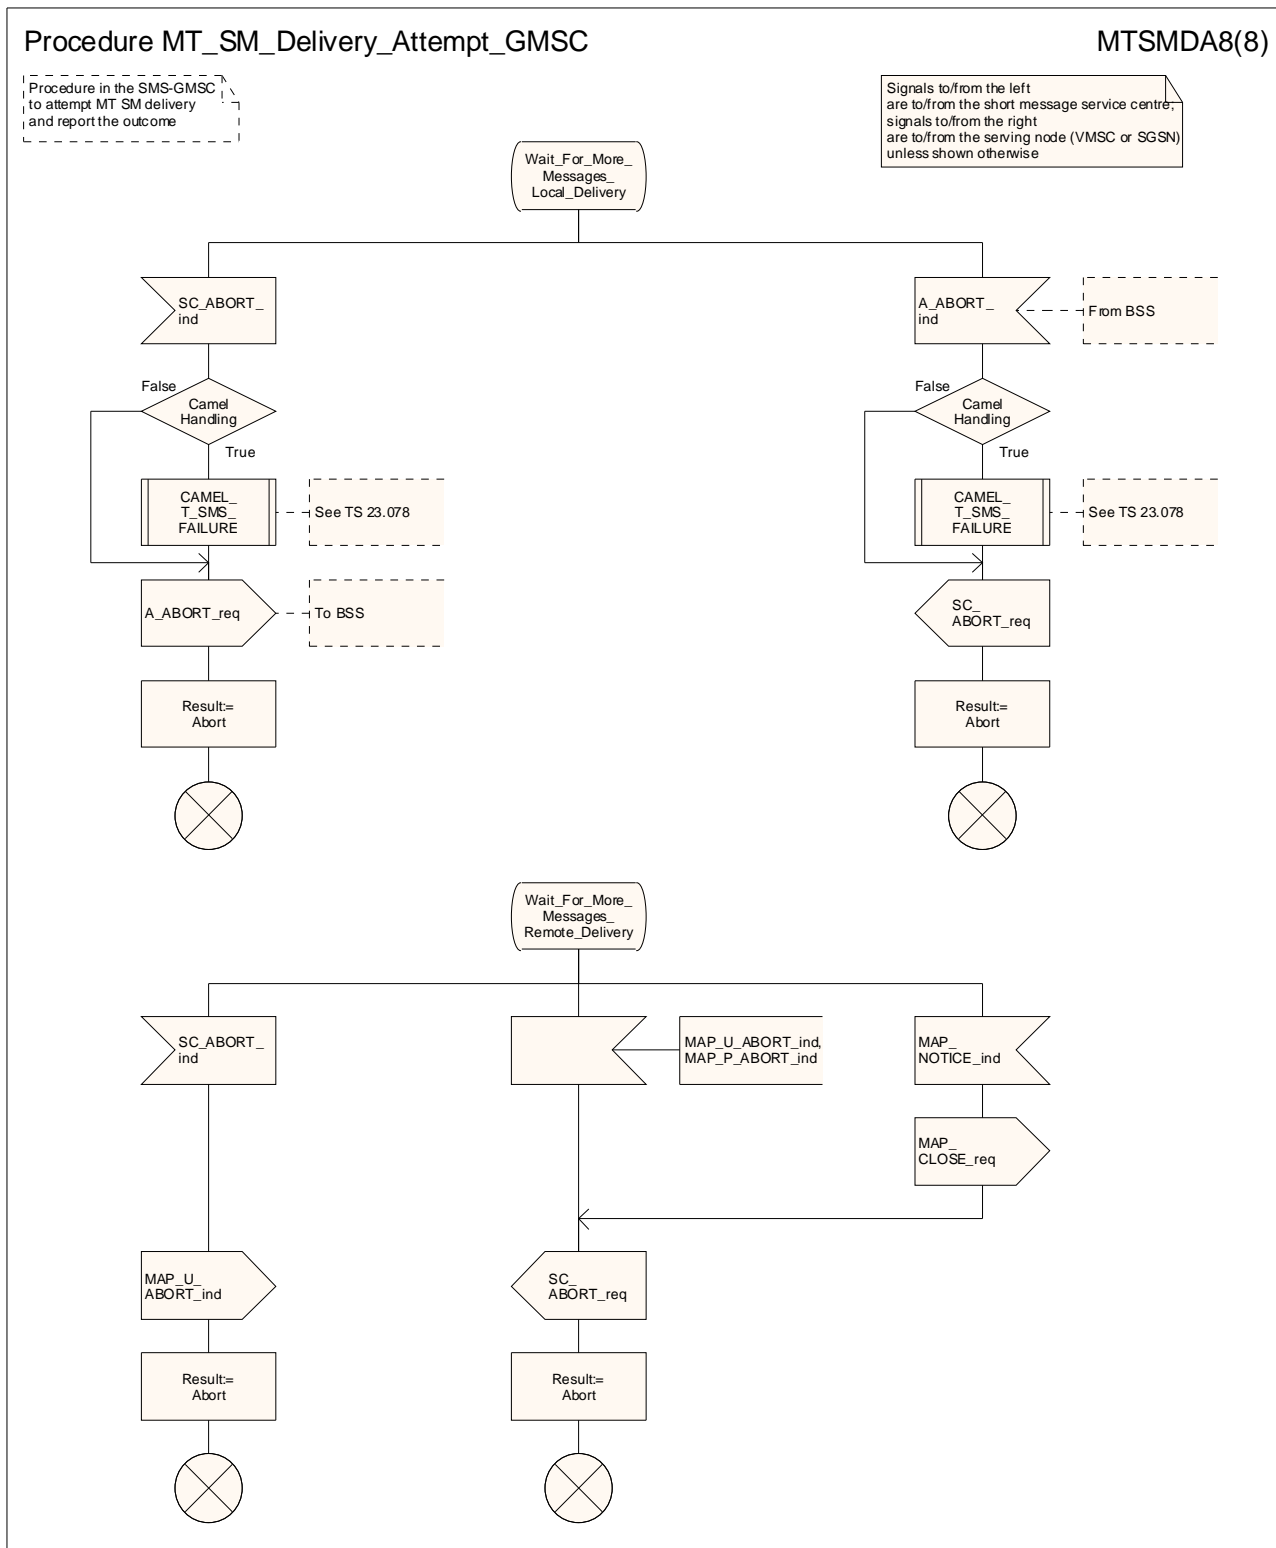 Procedure MT_SM_Delivery_Attempt_GMSC
MTSMDA8(8)
Procedure in the SMS-GMSC
to attempt MT SM delivery
and report the outcome
Signals to/from the left
are to/from the short message service centre;
signals to/from the right
are to/from the serving node (VMSC or SGSN)
unless shown otherwise
Wait_For_More_
Messages_
Local_Delivery
SC_ABORT_
ind
A_ABORT_
ind
From BSS
False
Camel
Handling
True
False
Camel
Handling
True
CAMEL_
T_SMS_
FAILURE
See TS 23.078
CAMEL_
T_SMS_
FAILURE
See TS 23.078
A_ABORT_req
To BSS
SC_
ABORT_req
Result:=
Abort
Result:=
Abort
Wait_For_More_
Messages_
Remote_Delivery
SC_ABORT_
ind
MAP_U_ABORT_ind,
MAP_P_ABORT_ind
MAP_
NOTICE_ind
MAP_
CLOSE_req
MAP_U_
ABORT_ind
SC_
ABORT_req
Result:=
Abort
Result:=
Abort